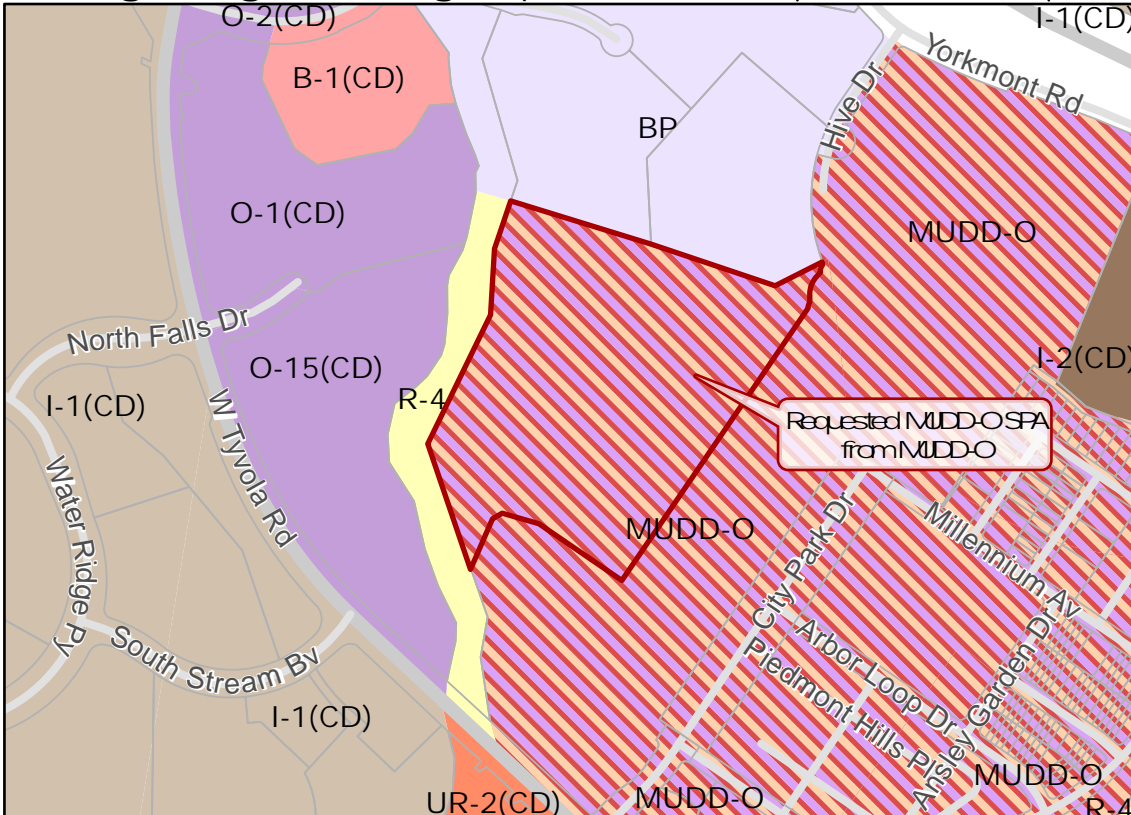 O-2(CD)
I-1(CD)
B-1(CD)
Yorkmont Rd
Hive Dr
BP
O-1(CD)
MUDD-O
North Falls Dr
O-15(CD)
I-2(CD)
I-1(CD)
R-4
W Tyvola Rd
Requested MUDD-O SPA
from MUDD-O
Water Ridge Py
MUDD-O
City Park Dr
Millennium Av
South Stream Bv
Arbor Loop Dr
Piedmont Hills Pl
Ansley Garden Dr
I-1(CD)
MUDD-O
UR-2(CD)
MUDD-O
R-4